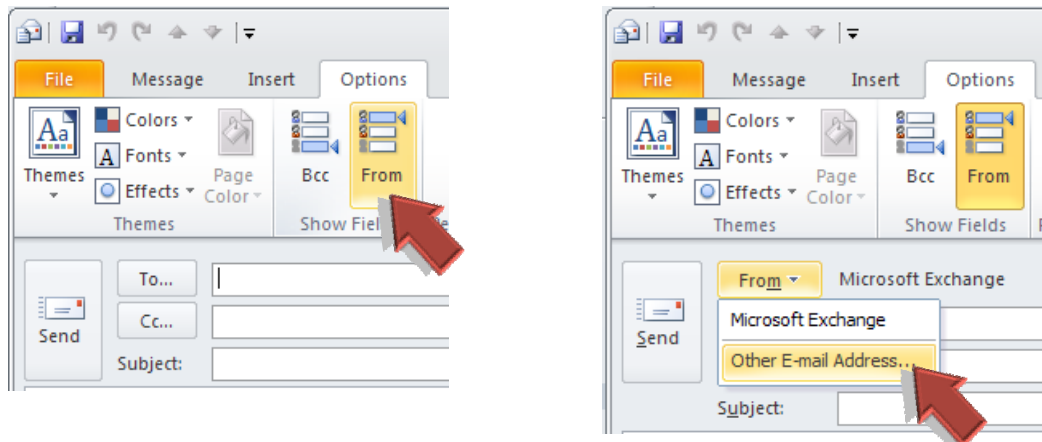 File Message Insert Options
Aa
Colors
A Fonts
Effects
Themes
Page
Color
Bcc
From
Themes
Show
To...
Send
Cc...
Subject:
File Message Insert Options
Aa
Colors
A Fonts
Effects
Themes
Page
Color
Bcc
From
Themes
Show Fields
From Microsoft Exchange
Send
Microsoft Exchange
Other E-mail Address...
Subject: